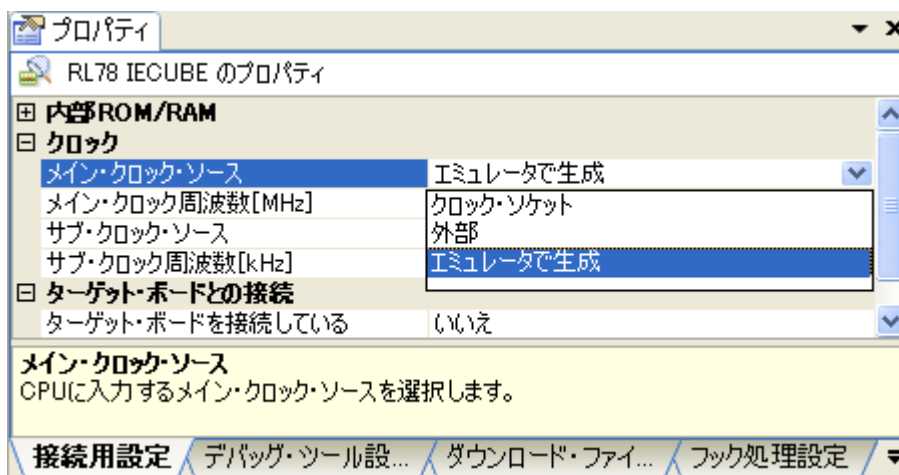 プロパティ
RL78 IECUBE のプロパティ
内部ROM/RAM
クロック
メイン・クロック・ソース エミュレータで生成
メイン・クロック周波数[MHz]
クロック・ソケット
サブ・クロック・ソース
外部
サブ・クロック周波数[kHz]
エミュレータで生成
ターゲット・ボードとの接続
ターゲット・ボードを接続している いいえ
メイン・クロック・ソース
CPUに入力するメイン・クロック・ソースを選択します。
接続用設定 デバッグ・ツール設... ダウンロード・ファイ... フック処理設定